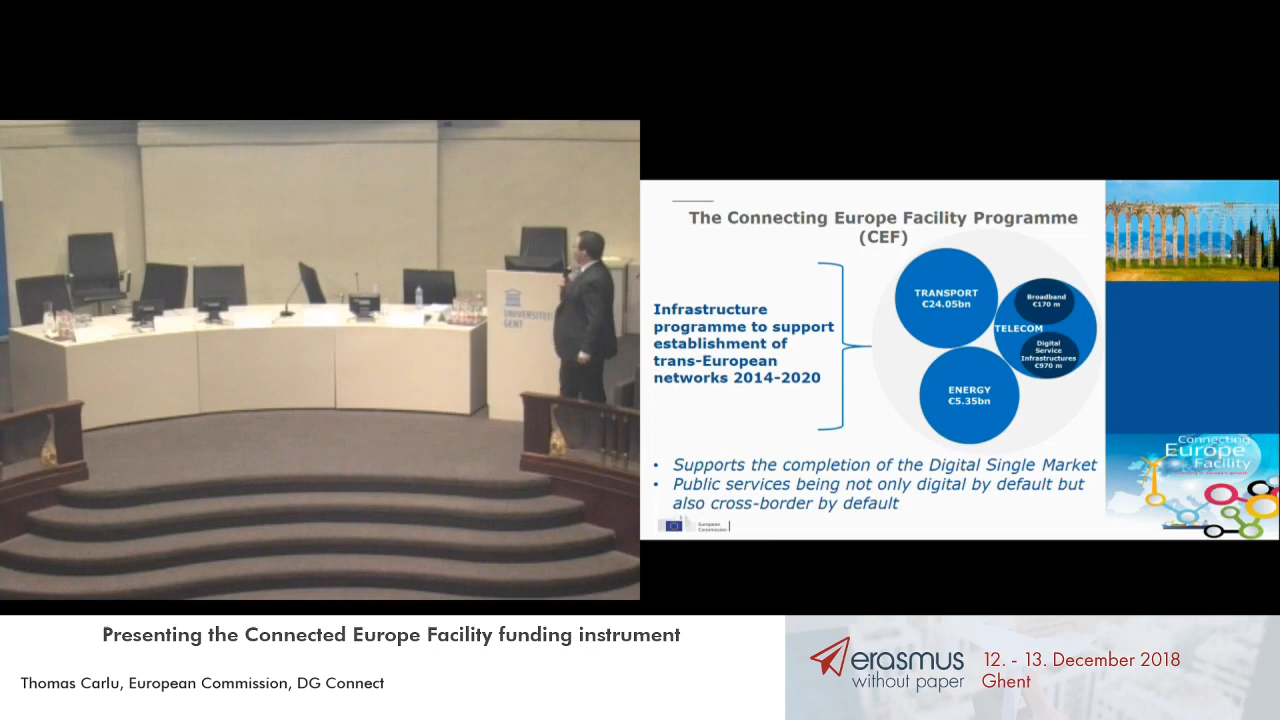 UNIVERSITEIT
GENT
The Connecting Europe Facility Programme
(CEF)
Infrastructure
programme to support
establishment of
trans-European
networks 2014-2020
TRANSPORT
€24.05bn
Broadband
€170 m
TELECOM
Digital
Service
Infrastructures
€970 m
ENERGY
€5.35bn
• Supports the completion of the Digital Single Market
• Public services being not only digital by default but
also cross-border by default
European
Commission
Connecting
Europe
Facility
Presenting the Connected Europe Facility funding instrument
Thomas Carlu, European Commission, DG Connect
erasmus
without paper
12. - 13. December 2018
Ghent